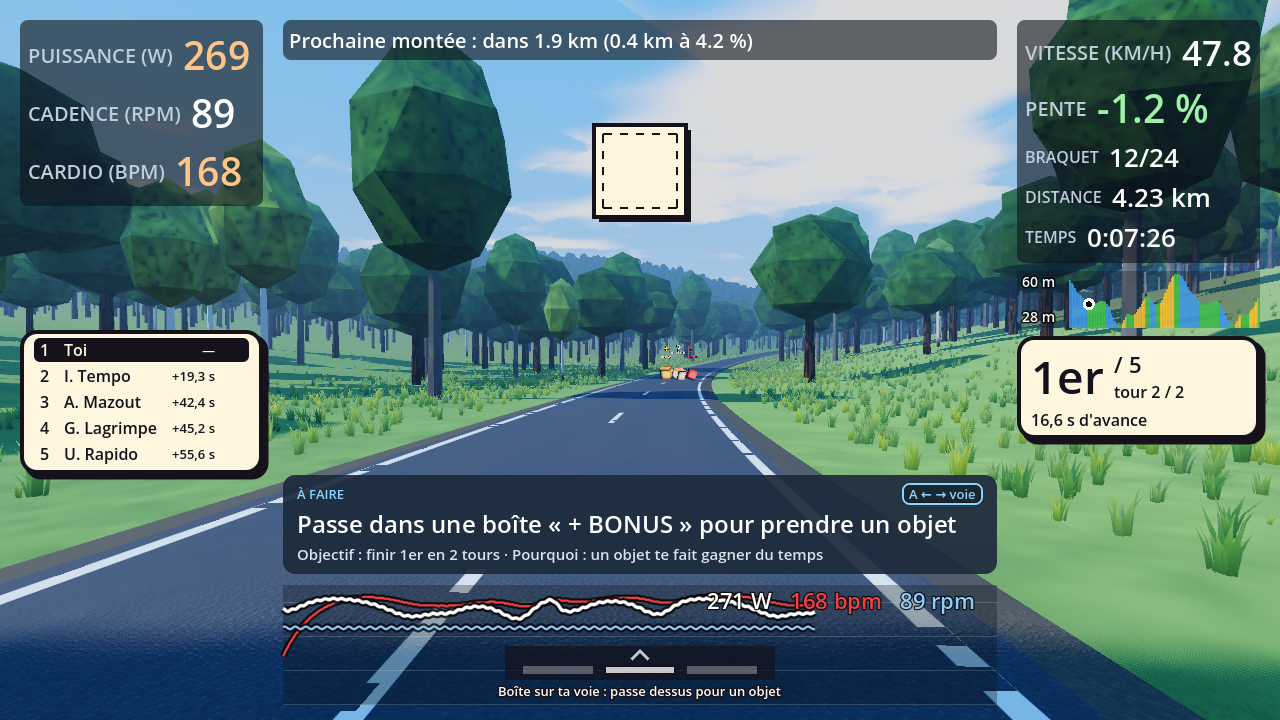 PUISSANCE (W) 269
CADENCE (RPM) 89
CARDIO (BPM) 168
Prochaine montée : dans 1.9 km (0.4 km à 4.2 %)
VITESSE (KM/H) 47.8
PENTE -1.2 %
BRAQUET 12/24
DISTANCE 4.23 km
TEMPS 0:07:26
60 m
28 m
1 Toi —
2 I. Tempo +19,3 s
3 A. Mazout +42,4 s
4 G. Lagrimpe +45,2 s
5 U. Rapido +55,6 s
1er / 5
tour 2 / 2
16,6 s d'avance
À FAIRE
A ← → voie
Passe dans une boîte « + BONUS » pour prendre un objet
Objectif : finir 1er en 2 tours · Pourquoi : un objet te fait gagner du temps
271 W 168 bpm 89 rpm
Boîte sur ta voie : passe dessus pour un objet